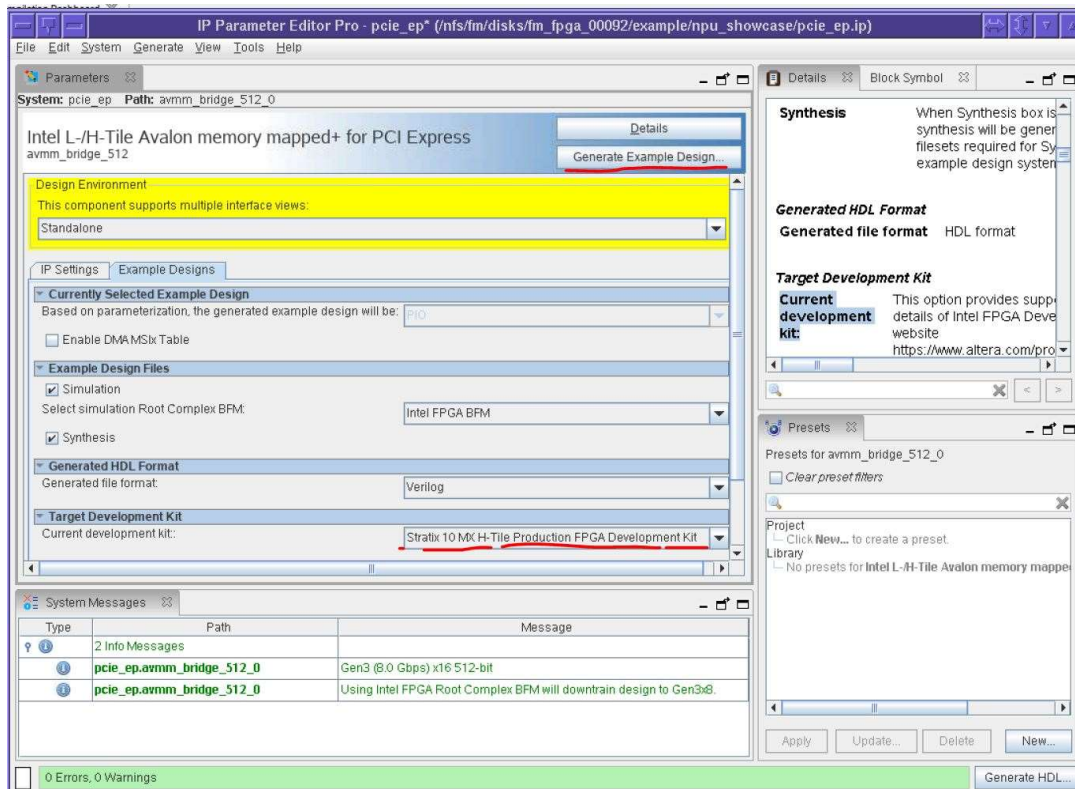 IP Parameter Editor Pro - pcie_ep* (/nfs/fm/disks/fm_fpga_00092/example/npu_showcase/pcie_ep.ip)
File Edit System Generate View Tools Help
Parameters
System: pcie_ep Path: avmm_bridge_512_0
Intel L-/H-Tile Avalon memory mapped+ for PCI Express
avmm_bridge_512
Details
Generate Example Design...
Design Environment
This component supports multiple interface views:
Standalone
IP Settings Example Designs
Currently Selected Example Design
Based on parameterization, the generated example design will be: PIO
Enable DMA MSIx Table
Example Design Files
Simulation
Select simulation Root Complex BFM: Intel FPGA BFM
Synthesis
Generated HDL Format
Generated file format: Verilog
Target Development Kit
Current development kit:: Stratix 10 MX H-Tile Production FPGA Development Kit
Details Block Symbol
Synthesis When Synthesis box is
synthesis will be gener
filesets required for Sy
example design system
Generated HDL Format
Generated file format HDL format
Target Development Kit
Current This option provides supp
development details of Intel FPGA Deve
kit: website
https://www.altera.com/pro
< >
Presets
Presets for avmm_bridge_512_0
Clear preset filters
Project
Click New... to create a preset.
Library
No presets for Intel L-/H-Tile Avalon memory mappe
Apply Update... Delete New...
System Messages
Type Path Message
2 Info Messages
pcie_ep.avmm_bridge_512_0 Gen3 (8.0 Gbps) x16 512-bit
pcie_ep.avmm_bridge_512_0 Using Intel FPGA Root Complex BFM will downtrain design to Gen3x8.
0 Errors, 0 Warnings
Generate HDL...